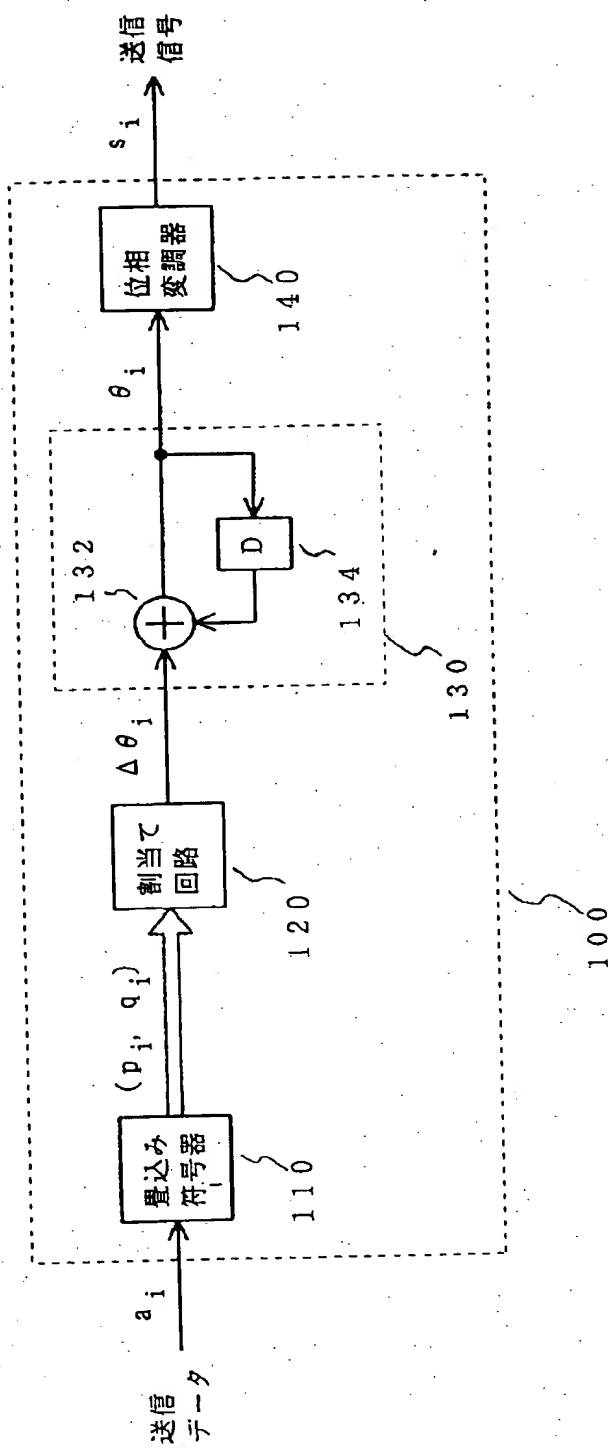 送信
データ
a i
畳込み
符号器
110
(p i, q i)
割当て
回路
120
Δθ i
132
+
D
134
130
θ i
位相
変調器
140
s i
送信
信号
100